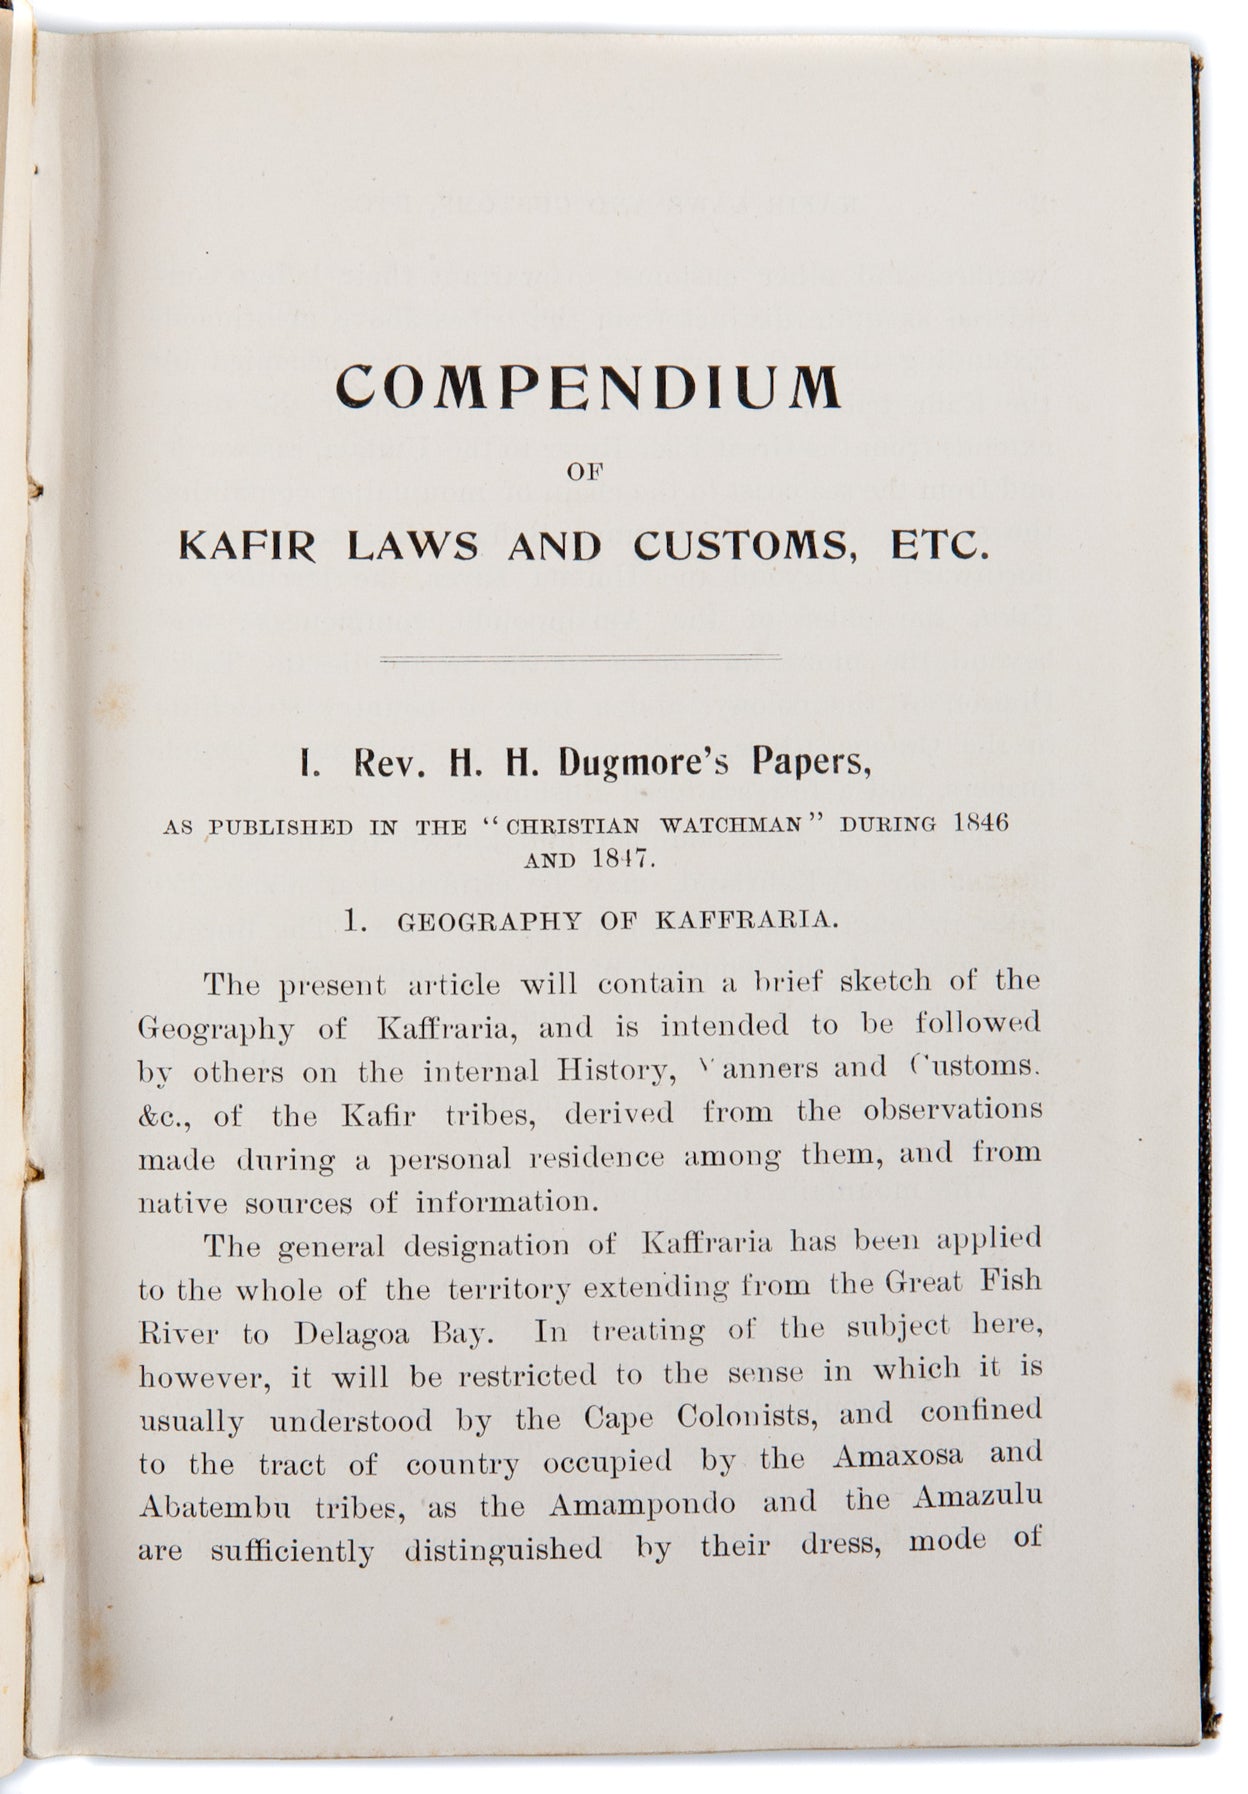 COMPENDIUM
OF
KAFIR LAWS AND CUSTOMS, ETC.
I. Rev. H. H. Dugmore's Papers,
AS PUBLISHED IN THE "CHRISTIAN WATCHMAN" DURING 1846
AND 1847.
1. GEOGRAPHY OF KAFFRARIA.
The present article will contain a brief sketch of the
Geography of Kaffraria, and is intended to be followed
by others on the internal History, Manners and Customs.
&c., of the Kafir tribes, derived from the observations
made during a personal residence among them, and from
native sources of information.
The general designation of Kaffraria has been applied
to the whole of the territory extending from the Great Fish
River to Delagoa Bay. In treating of the subject here,
however, it will be restricted to the sense in which it is
usually understood by the Cape Colonists, and confined
to the tract of country occupied by the Amaxosa and
Abatembu tribes, as the Amampondo and the Amazulu
are sufficiently distinguished by their dress, mode of